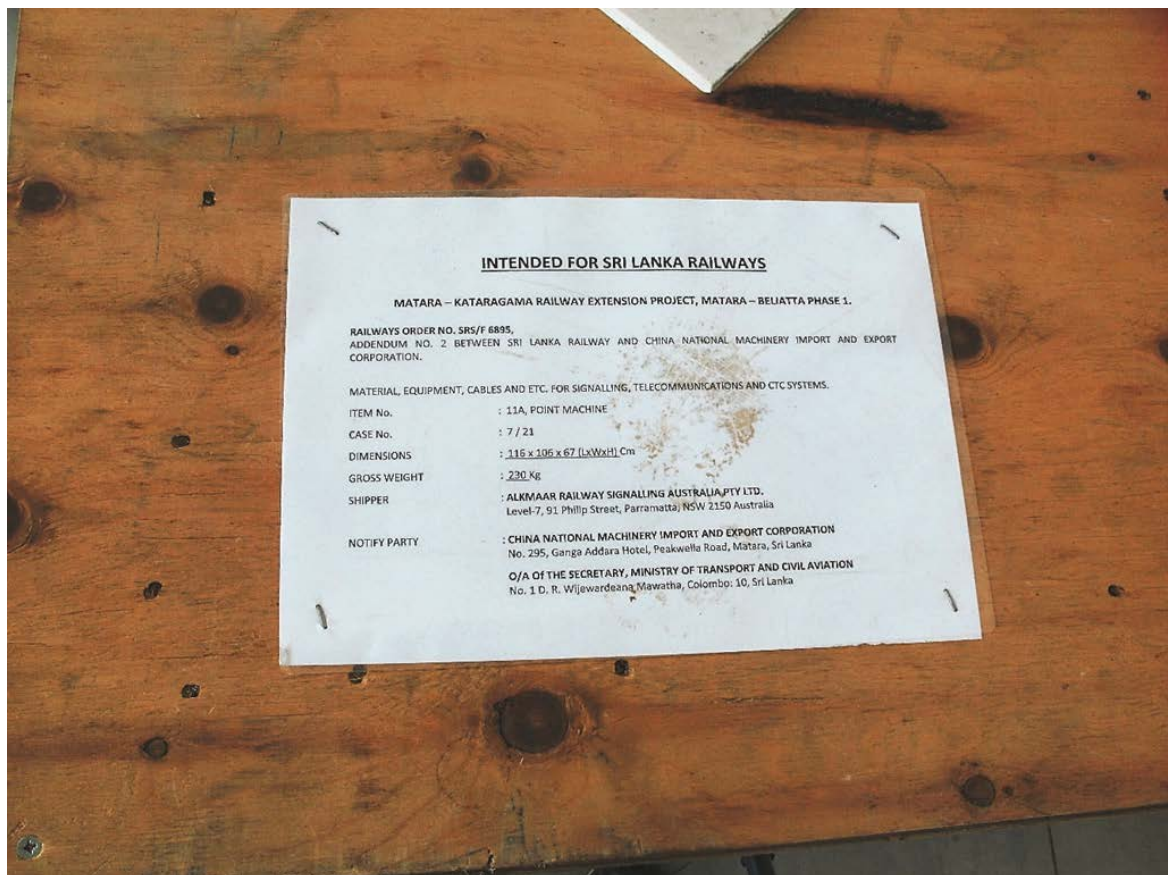 INTENDED FOR SRI LANKA RAILWAYS
MATARA – KATARAGAMA RAILWAY EXTENSION PROJECT, MATARA – BELIATTA PHASE 1.
RAILWAYS ORDER NO. SRS/F 6895,
ADDENDUM NO. 2 BETWEEN SRI LANKA RAILWAY AND CHINA NATIONAL MACHINERY IMPORT AND EXPORT
CORPORATION.
MATERIAL, EQUIPMENT, CABLES AND ETC. FOR SIGNALLING, TELECOMMUNICATIONS AND CTC SYSTEMS.
ITEM No. : 11A, POINT MACHINE
CASE No. : 7 / 21
DIMENSIONS : 116 x 106 x 67 (LxWxH) Cm
GROSS WEIGHT : 230 Kg
SHIPPER : ALKMAAR RAILWAY SIGNALLING AUSTRALIA,PTY LTD.
Level-7, 91 Philip Street, Parramatta, NSW 2150 Australia
NOTIFY PARTY : CHINA NATIONAL MACHINERY IMPORT AND EXPORT CORPORATION
No. 295, Ganga Addara Hotel, Peakwella Road, Matara, Sri Lanka
O/A Of THE SECRETARY, MINISTRY OF TRANSPORT AND CIVIL AVIATION
No. 1 D. R. Wijewardeana Mawatha, Colombo: 10, Sri Lanka